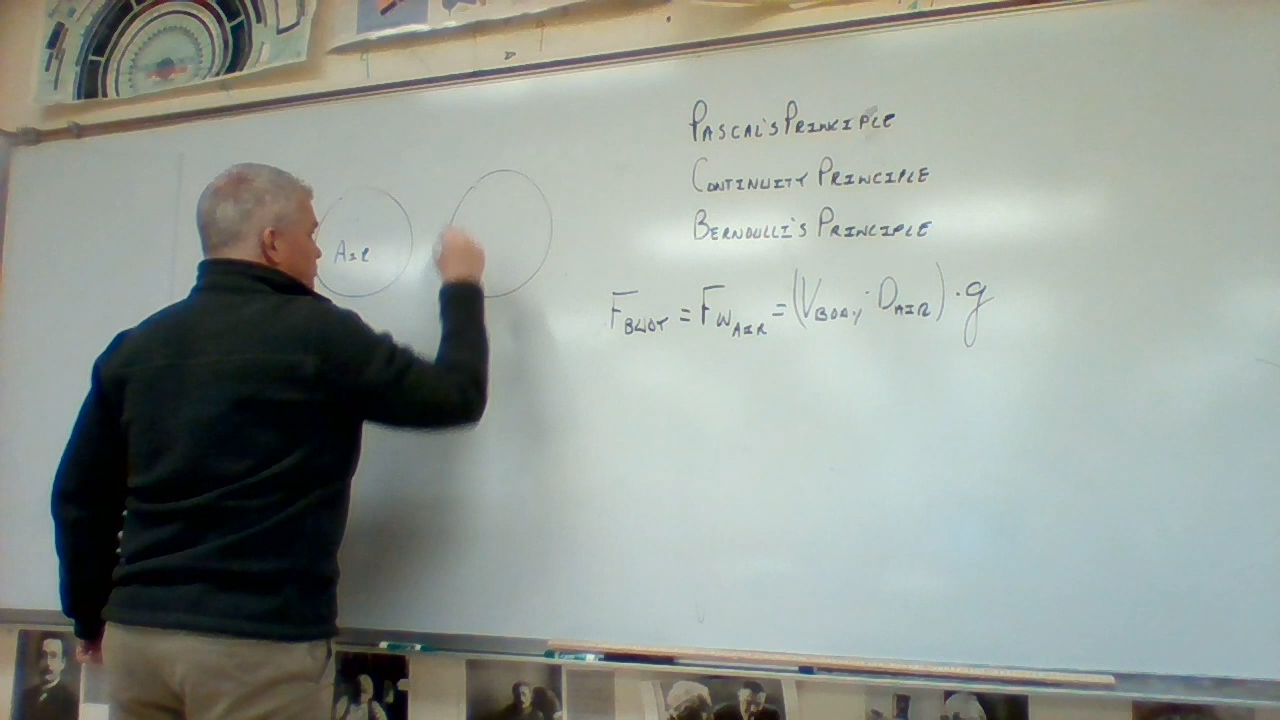 PASCAL'S PRINCIPLE
CONTINUITY PRINCIPLE
BERNOULLI'S PRINCIPLE
AIR
F_BUOY = F_W_AIR = (V_BODY · D_AIR) · g